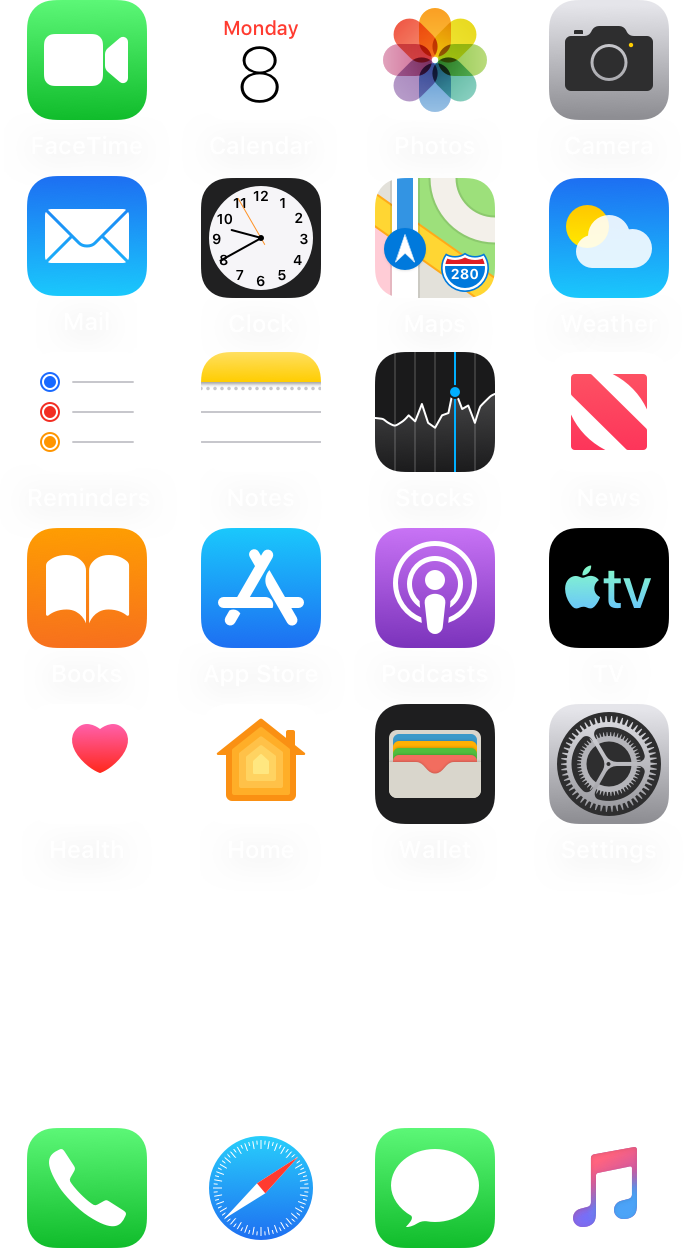 Monday
8
FaceTime
Calendar
Photos
Camera
12
11
1
10
2
9
3
8
4
7
5
6
280
Mail
Clock
Maps
Weather
Reminders
Notes
Stocks
News
tv
Books
App Store
Podcasts
TV
Health
Home
Wallet
Settings